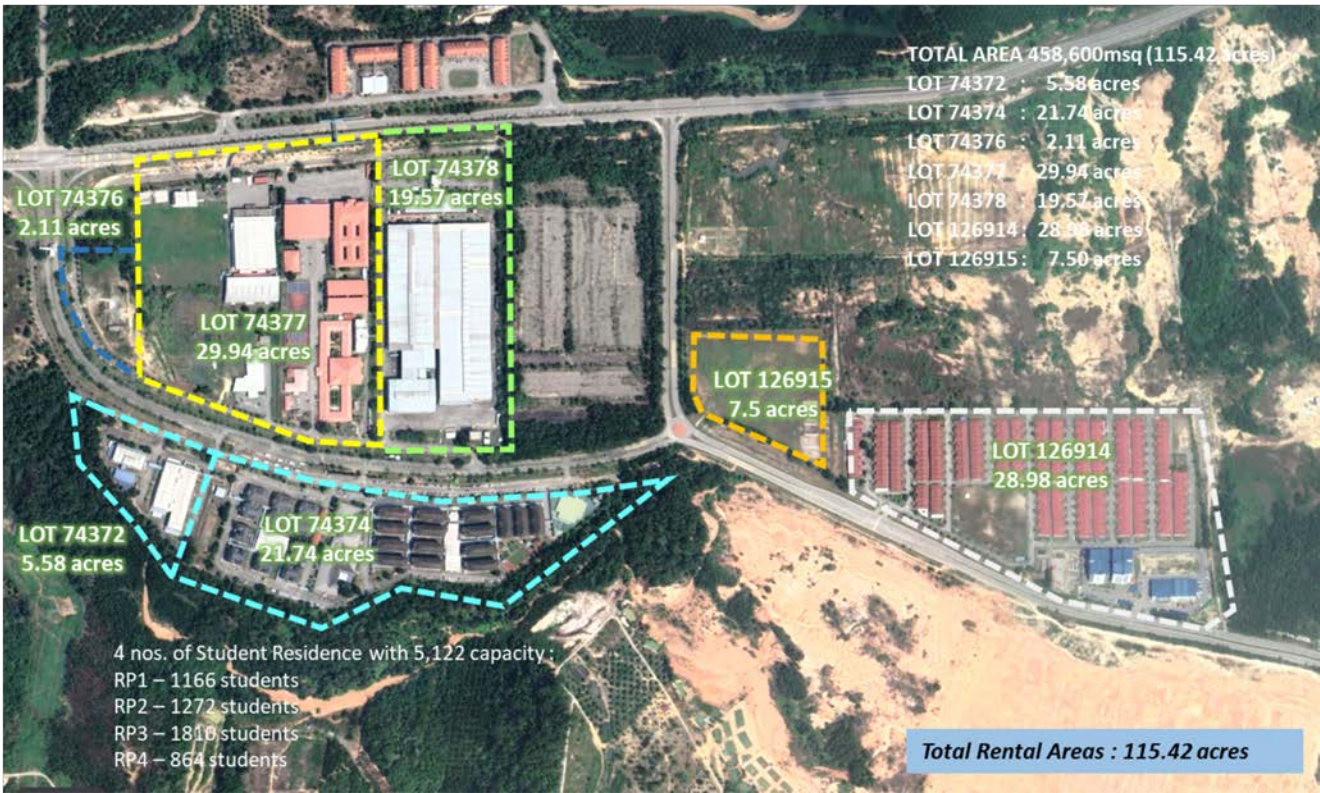 TOTAL AREA 458,600msq (115.42 acres)
LOT 74372 : 5.58 acres
LOT 74374 : 21.74 acres
LOT 74376 : 2.11 acres
LOT 74377 : 29.94 acres
LOT 74378 : 19.57 acres
LOT 126914 : 28.98 acres
LOT 126915 : 7.50 acres
LOT 74376
2.11 acres
LOT 74378
19.57 acres
LOT 74377
29.94 acres
LOT 126915
7.5 acres
LOT 126914
28.98 acres
LOT 74372
5.58 acres
LOT 74374
21.74 acres
4 nos. of Student Residence with 5,122 capacity :
RP1 – 1166 students
RP2 – 1272 students
RP3 – 1810 students
RP4 – 864 students
Total Rental Areas : 115.42 acres